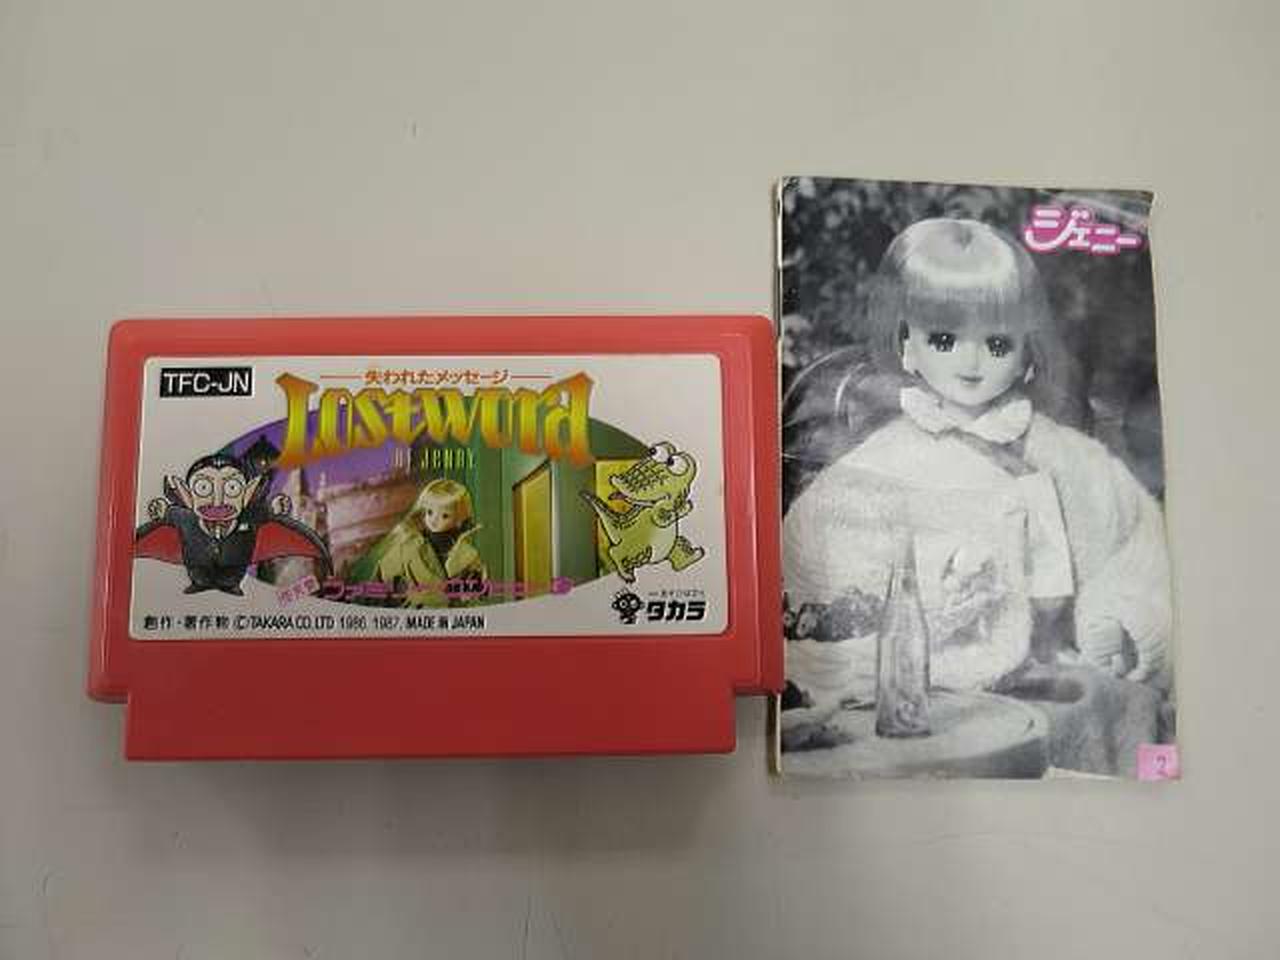 TFC-JN
失われたメッセージ
Lostword
OF JENNY
創作・著作物 ©TAKARA CO.,LTD 1986, 1987, MADE IN JAPAN
タカラ
ジェニー
2